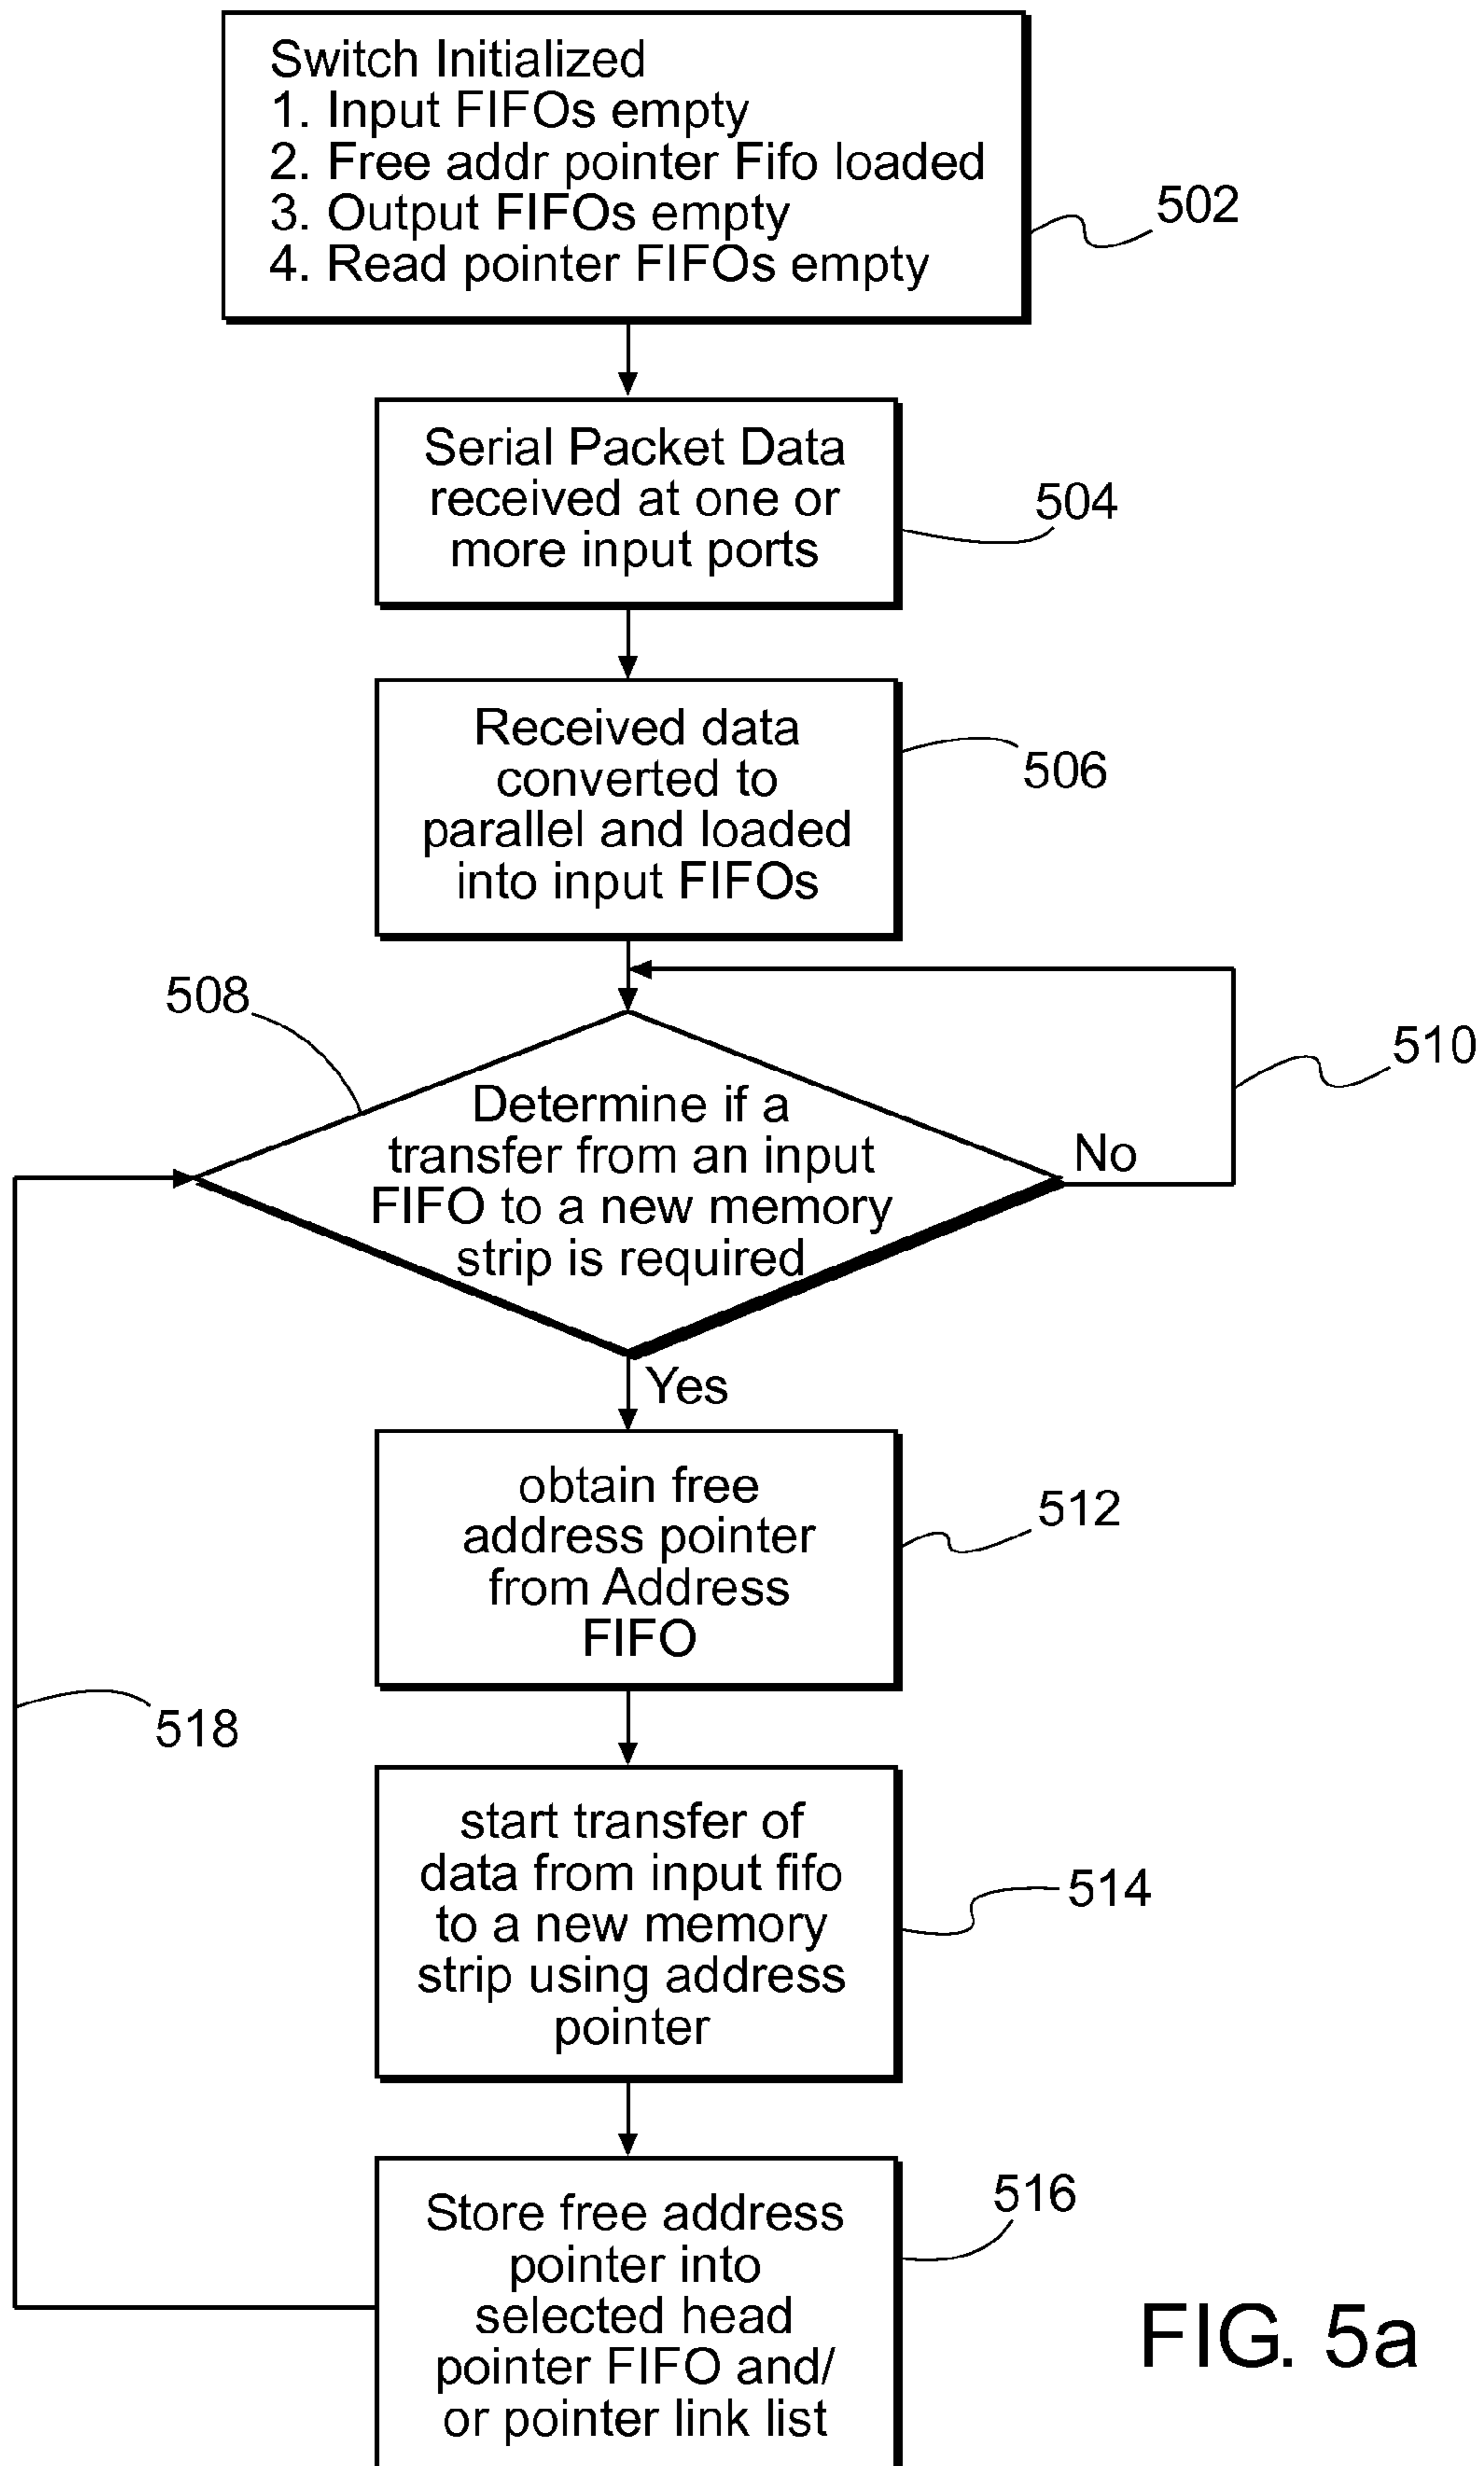 Switch Initialized
1. Input FIFOs empty
2. Free addr pointer Fifo loaded
3. Output FIFOs empty
4. Read pointer FIFOs empty
502
Serial Packet Data
received at one or
more input ports
504
Received data
converted to
parallel and loaded
into input FIFOs
506
508
510
Determine if a
transfer from an input
FIFO to a new memory
strip is required
No
Yes
obtain free
address pointer
from Address
FIFO
512
518
start transfer of
data from input fifo
to a new memory
strip using address
pointer
514
Store free address
pointer into
selected head
pointer FIFO and/
or pointer link list
516
FIG. 5a